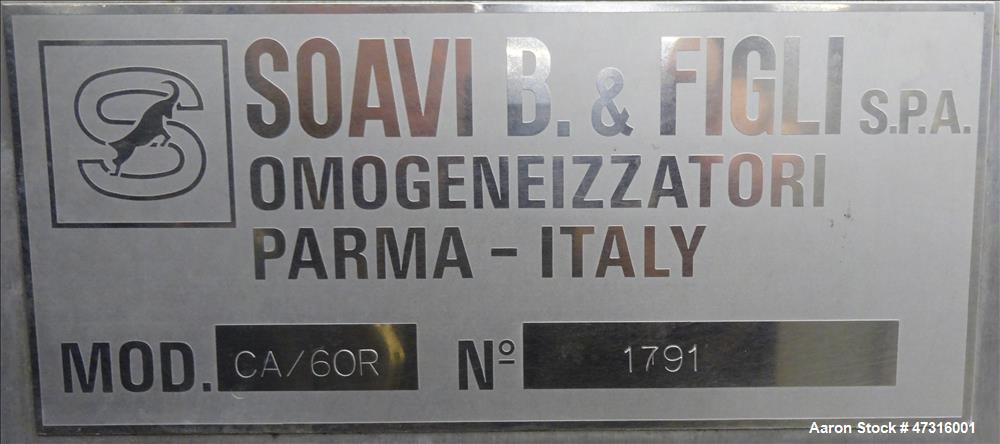 S
SOAVI B. & FIGLI S.P.A.
OMOGENEIZZATORI
PARMA - ITALY
MOD. CA/60R Nº 1791
Aaron Stock # 47316001